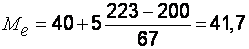 Me = 40 + 5 (223 − 200)/67 = 41,7